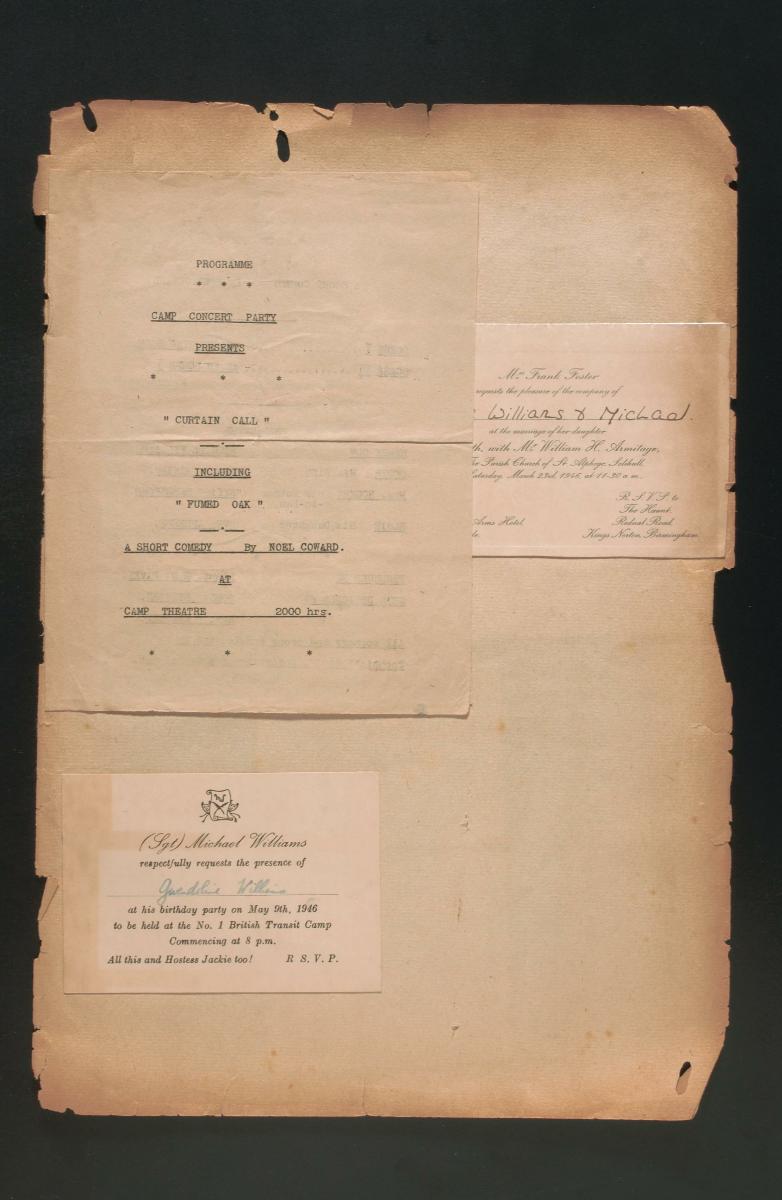 PROGRAMME
* * *
CAMP CONCERT PARTY
PRESENTS
* * *
" CURTAIN CALL "
INCLUDING
" FUMED OAK "
A SHORT COMEDY By NOEL COWARD.
AT
CAMP THEATRE 2000 hrs.
* * *
Mrs Frank Foster
requests the pleasure of the company of
Williams & Michael.
at the marriage of her daughter
th, with Mr William H. Armitage,
he Parish Church of St Alphege, Solihull,
aturday, March 23rd, 1946, at 11-30 a.m.
R.S.V.P. to
The Haunt,
Arms Hotel. Rednal Road,
Kings Norton, Birmingham.
(Sgt) Michael Williams
respectfully requests the presence of
Gwendoline
at his birthday party on May 9th, 1946
to be held at the No. 1 British Transit Camp
Commencing at 8 p.m.
All this and Hostess Jackie too! R S. V. P.